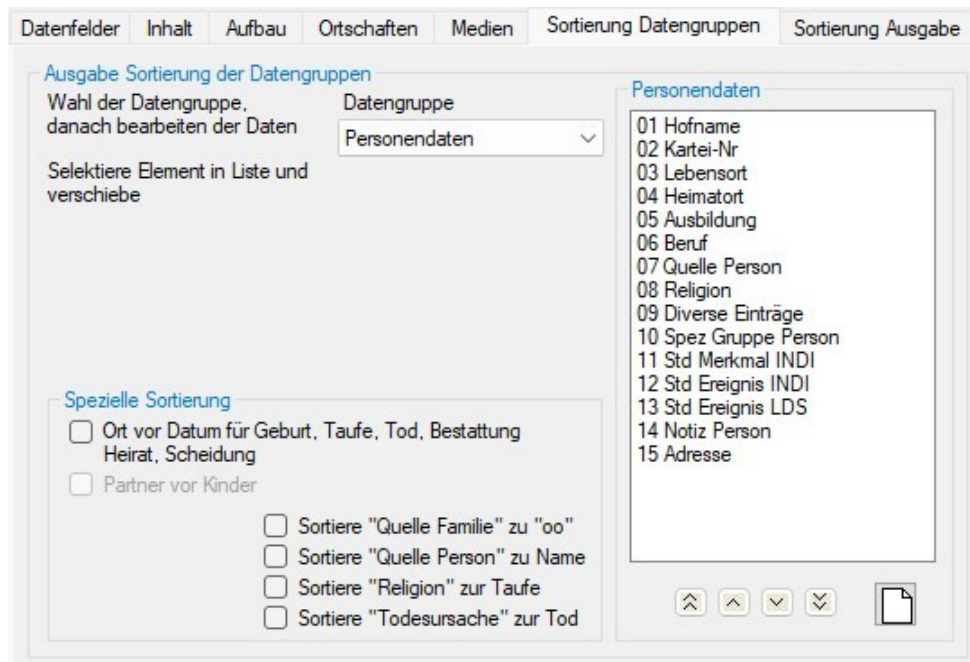 Datenfelder Inhalt Aufbau Ortschaften Medien Sortierung Datengruppen Sortierung Ausgabe
Ausgabe Sortierung der Datengruppen
Wahl der Datengruppe,
danach bearbeiten der Daten
Datengruppe
Personendaten
Selektiere Element in Liste und
verschiebe
Spezielle Sortierung
Ort vor Datum für Geburt, Taufe, Tod, Bestattung
Heirat, Scheidung
Partner vor Kinder
Sortiere "Quelle Familie" zu "oo"
Sortiere "Quelle Person" zu Name
Sortiere "Religion" zur Taufe
Sortiere "Todesursache" zur Tod
Personendaten
01 Hofname
02 Kartei-Nr
03 Lebensort
04 Heimatort
05 Ausbildung
06 Beruf
07 Quelle Person
08 Religion
09 Diverse Einträge
10 Spez Gruppe Person
11 Std Merkmal INDI
12 Std Ereignis INDI
13 Std Ereignis LDS
14 Notiz Person
15 Adresse